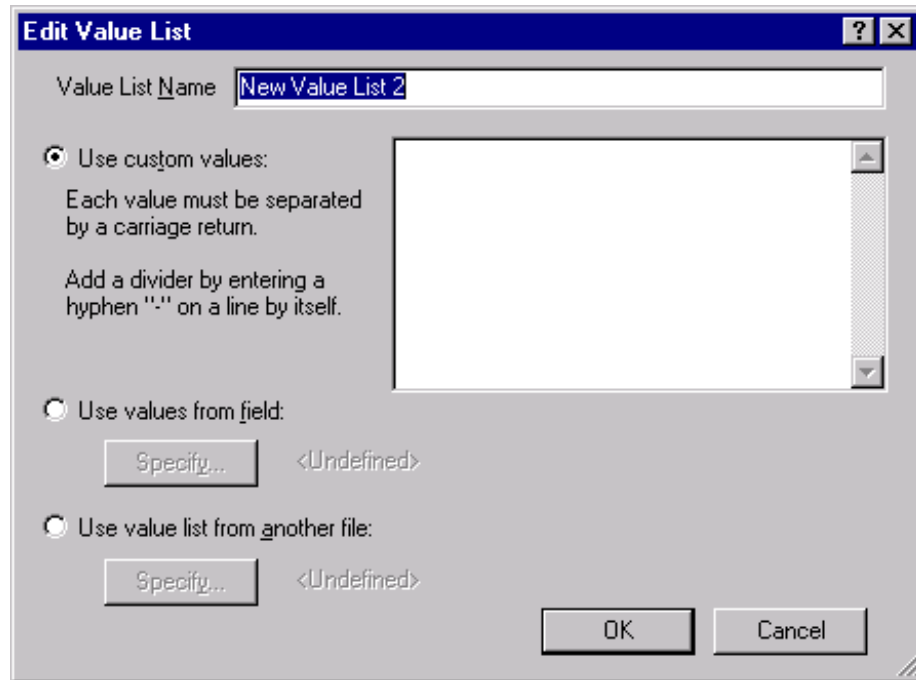 Edit Value List
Value List Name New Value List 2
Use custom values:
Each value must be separated
by a carriage return.
Add a divider by entering a
hyphen "-" on a line by itself.
Use values from field:
Specify... <Undefined>
Use value list from another file:
Specify... <Undefined>
OK Cancel